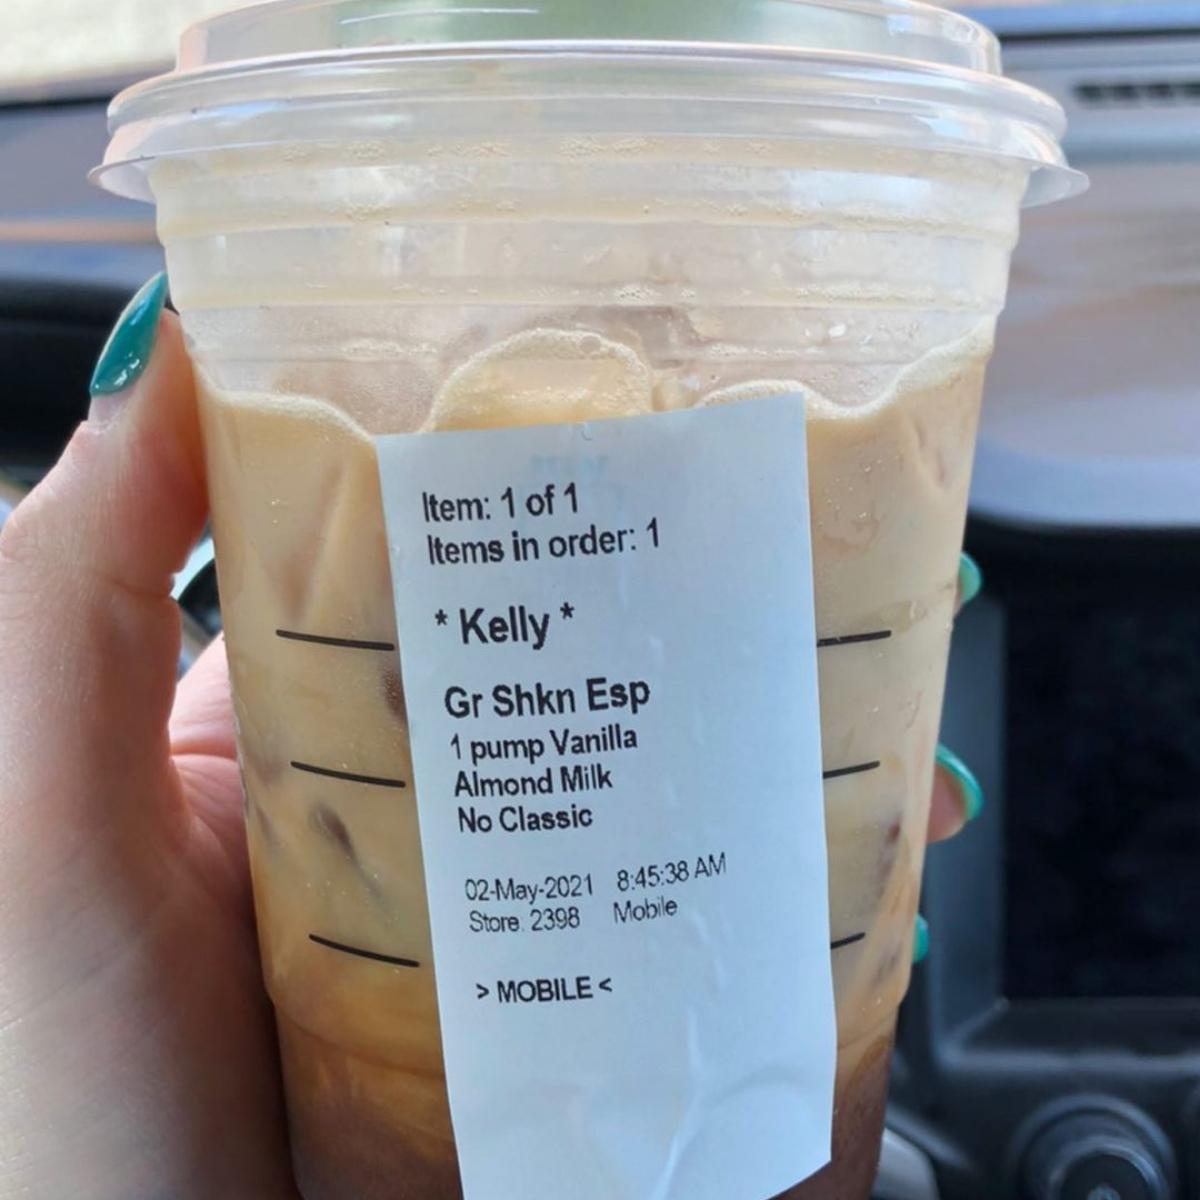 Item: 1 of 1
Items in order: 1
* Kelly *
Gr Shkn Esp
1 pump Vanilla
Almond Milk
No Classic
02-May-2021 8:45:38 AM
Store: 2398 Mobile
> MOBILE <